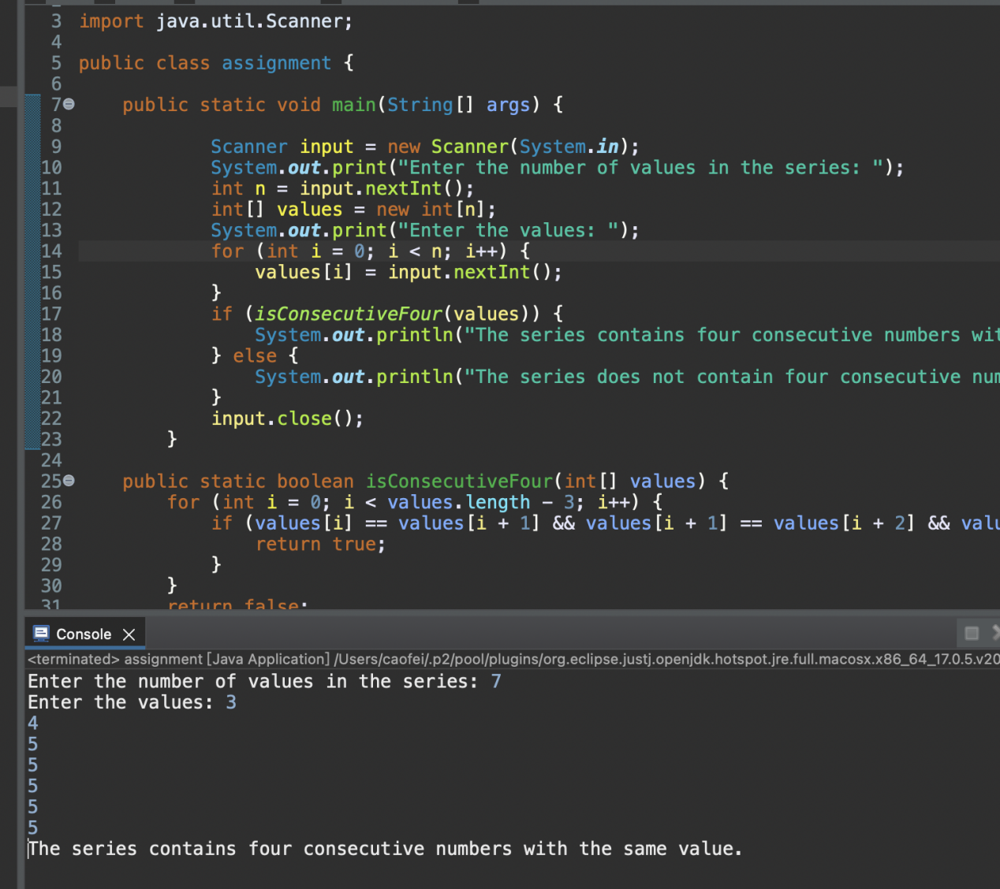 3 import java.util.Scanner;
4
5 public class assignment {
6
7 public static void main(String[] args) {
8
9 Scanner input = new Scanner(System.in);
10 System.out.print("Enter the number of values in the series: ");
11 int n = input.nextInt();
12 int[] values = new int[n];
13 System.out.print("Enter the values: ");
14 for (int i = 0; i < n; i++) {
15 values[i] = input.nextInt();
16 }
17 if (isConsecutiveFour(values)) {
18 System.out.println("The series contains four consecutive numbers wit
19 } else {
20 System.out.println("The series does not contain four consecutive num
21 }
22 input.close();
23 }
24
25 public static boolean isConsecutiveFour(int[] values) {
26 for (int i = 0; i < values.length - 3; i++) {
27 if (values[i] == values[i + 1] && values[i + 1] == values[i + 2] && valu
28 return true;
29 }
30 }
31 return false;
Console
<terminated> assignment [Java Application] /Users/caofei/.p2/pool/plugins/org.eclipse.justj.openjdk.hotspot.jre.full.macosx.x86_64_17.0.5.v20
Enter the number of values in the series: 7
Enter the values: 3
4
5
5
5
5
5
The series contains four consecutive numbers with the same value.